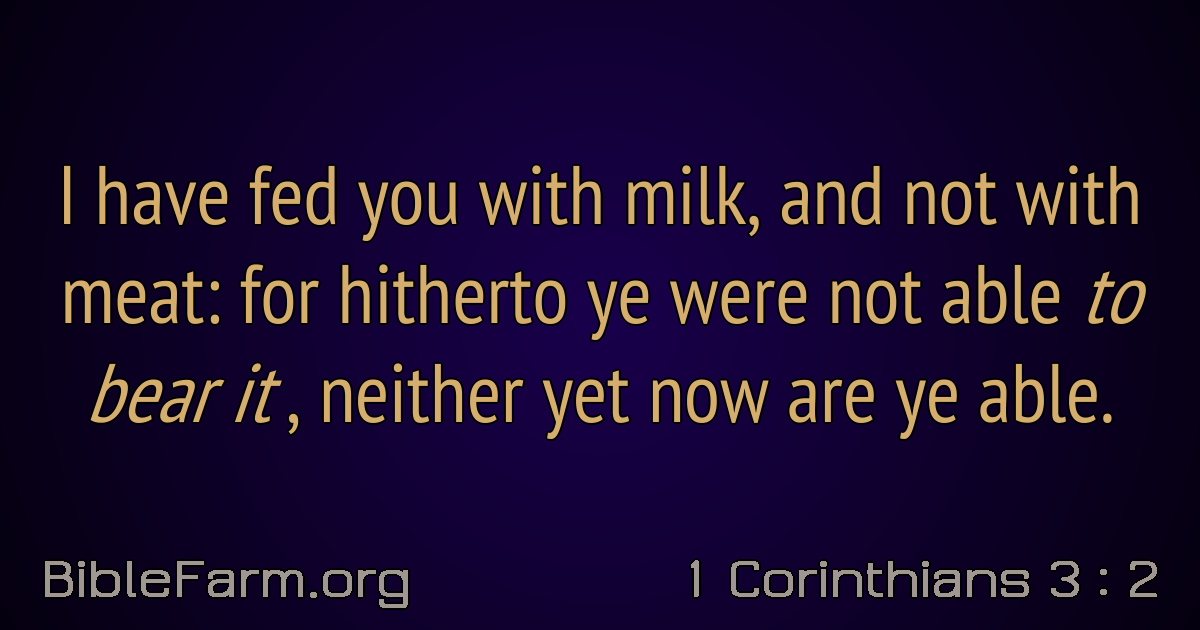 I have fed you with milk, and not with
meat: for hitherto ye were not able to
bear it , neither yet now are ye able.
BibleFarm.org
1 Corinthians 3 : 2